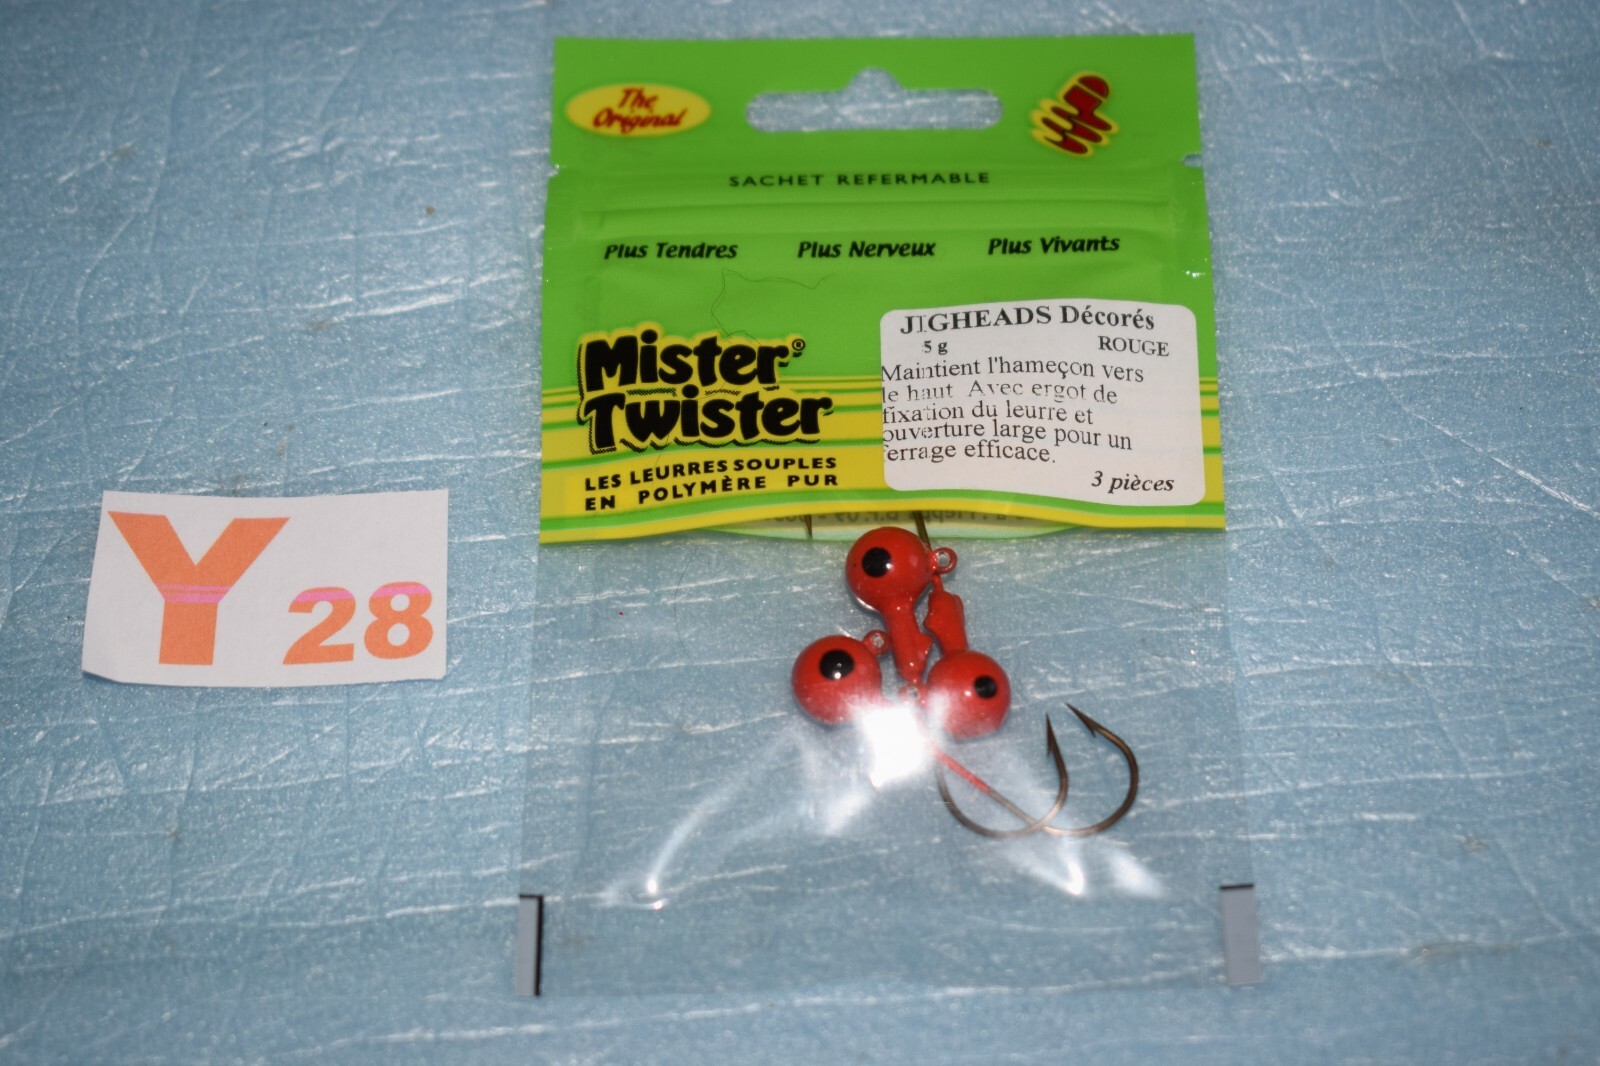 The
Original
SACHET REFERMABLE
Plus Tendres Plus Nerveux Plus Vivants
Mister®
Twister
LES LEURRES SOUPLES
EN POLYMÈRE PUR
JIGHEADS Décorés
5 g ROUGE
Maintient l'hameçon vers
le haut Avec ergot de
fixation du leurre et
ouverture large pour un
ferrage efficace.
3 pièces
Y 28